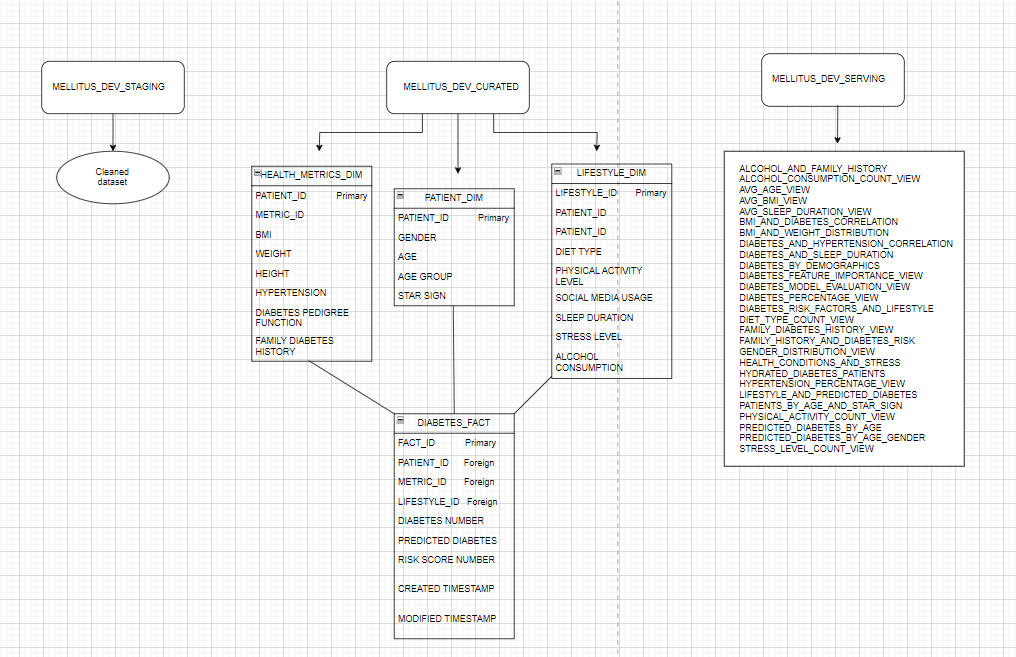 MELLITUS_DEV_STAGING
Cleaned
dataset
MELLITUS_DEV_CURATED
HEALTH_METRICS_DIM
PATIENT_ID Primary
METRIC_ID
BMI
WEIGHT
HEIGHT
HYPERTENSION
DIABETES PEDIGREE
FUNCTION
FAMILY DIABETES
HISTORY
PATIENT_DIM
PATIENT_ID Primary
GENDER
AGE
AGE GROUP
STAR SIGN
LIFESTYLE_DIM
LIFESTYLE_ID Primary
PATIENT_ID
PATIENT_ID
DIET TYPE
PHYSICAL ACTIVITY
LEVEL
SOCIAL MEDIA USAGE
SLEEP DURATION
STRESS LEVEL
ALCOHOL
CONSUMPTION
DIABETES_FACT
FACT_ID Primary
PATIENT_ID Foreign
METRIC_ID Foreign
LIFESTYLE_ID Foreign
DIABETES NUMBER
PREDICTED DIABETES
RISK SCORE NUMBER
CREATED TIMESTAMP
MODIFIED TIMESTAMP
MELLITUS_DEV_SERVING
ALCOHOL_AND_FAMILY_HISTORY
ALCOHOL_CONSUMPTION_COUNT_VIEW
AVG_AGE_VIEW
AVG_BMI_VIEW
AVG_SLEEP_DURATION_VIEW
BMI_AND_DIABETES_CORRELATION
BMI_AND_WEIGHT_DISTRIBUTION
DIABETES_AND_HYPERTENSION_CORRELATION
DIABETES_AND_SLEEP_DURATION
DIABETES_BY_DEMOGRAPHICS
DIABETES_FEATURE_IMPORTANCE_VIEW
DIABETES_MODEL_EVALUATION_VIEW
DIABETES_PERCENTAGE_VIEW
DIABETES_RISK_FACTORS_AND_LIFESTYLE
DIET_TYPE_COUNT_VIEW
FAMILY_DIABETES_HISTORY_VIEW
FAMILY_HISTORY_AND_DIABETES_RISK
GENDER_DISTRIBUTION_VIEW
HEALTH_CONDITIONS_AND_STRESS
HYDRATED_DIABETES_PATIENTS
HYPERTENSION_PERCENTAGE_VIEW
LIFESTYLE_AND_PREDICTED_DIABETES
PATIENTS_BY_AGE_AND_STAR_SIGN
PHYSICAL_ACTIVITY_COUNT_VIEW
PREDICTED_DIABETES_BY_AGE
PREDICTED_DIABETES_BY_AGE_GENDER
STRESS_LEVEL_COUNT_VIEW